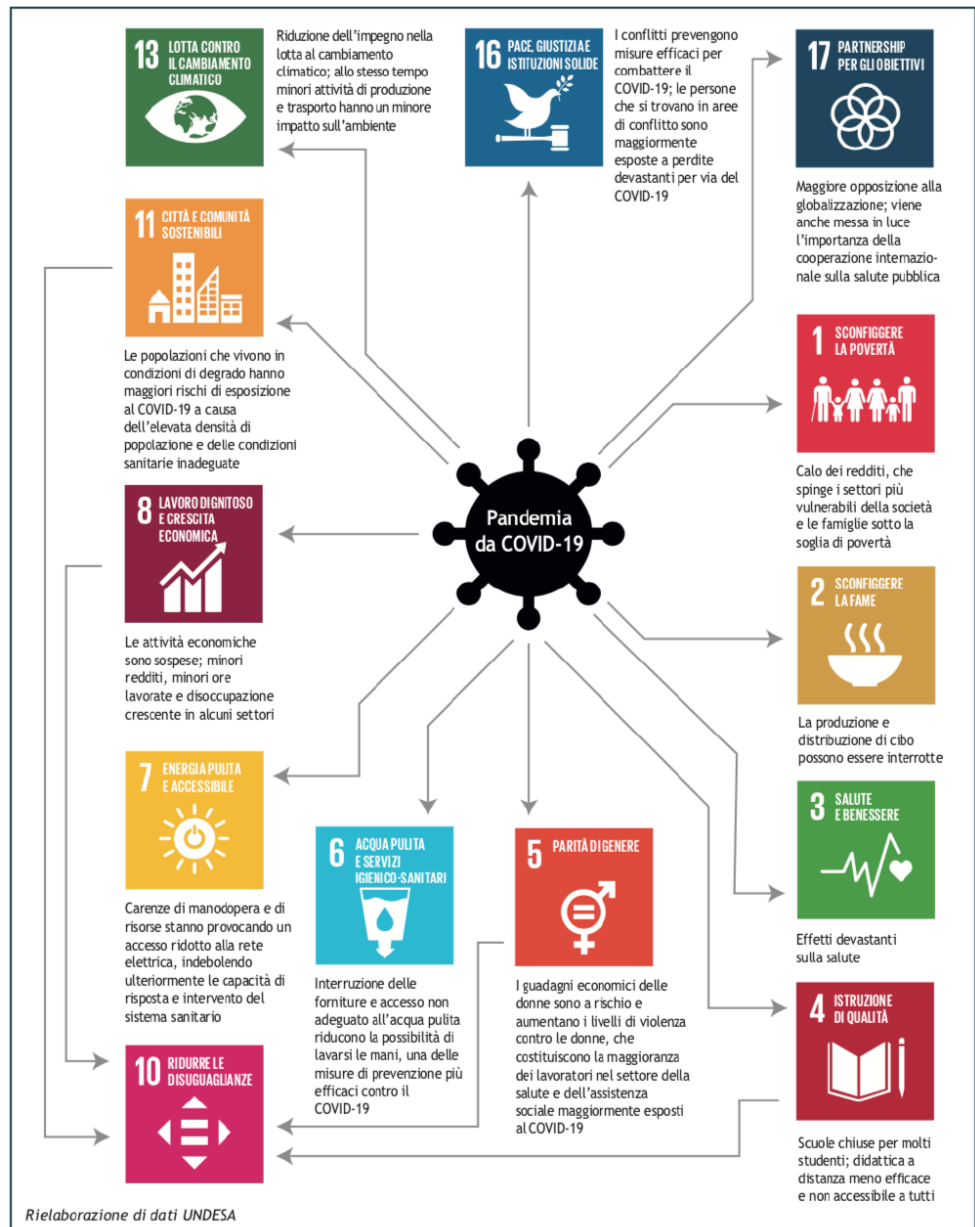 13 LOTTA CONTRO
IL CAMBIAMENTO
CLIMATICO
Riduzione dell'impegno nella
lotta al cambiamento
climatico; allo stesso tempo
minori attività di produzione
e trasporto hanno un minore
impatto sull'ambiente
16 PACE, GIUSTIZIA E
ISTITUZIONI SOLIDE
I conflitti prevengono
misure efficaci per
combattere il
COVID-19; le persone
che si trovano in aree
di conflitto sono
maggiormente
esposte a perdite
devastanti per via del
COVID-19
17 PARTNERSHIP
PER GLI OBIETTIVI
Maggiore opposizione alla
globalizzazione; viene
anche messa in luce
l'importanza della
cooperazione internazio-
nale sulla salute pubblica
11 CITTÀ E COMUNITÀ
SOSTENIBILI
Le popolazioni che vivono in
condizioni di degrado hanno
maggiori rischi di esposizione
al COVID-19 a causa
dell'elevata densità di
popolazione e delle condizioni
sanitarie inadeguate
1 SCONFIGGERE
LA POVERTÀ
Calo dei redditi, che
spinge i settori più
vulnerabili della società
e le famiglie sotto la
soglia di povertà
8 LAVORO DIGNITOSO
E CRESCITA
ECONOMICA
Le attività economiche
sono sospese; minori
redditi, minori ore
lavorate e disoccupazione
crescente in alcuni settori
Pandemia
da COVID-19
2 SCONFIGGERE
LA FAME
La produzione e
distribuzione di cibo
possono essere interrotte
7 ENERGIA PULITA
E ACCESSIBILE
Carenze di manodopera e di
risorse stanno provocando un
accesso ridotto alla rete
elettrica, indebolendo
ulteriormente le capacità di
risposta e intervento del
sistema sanitario
6 ACQUA PULITA
E SERVIZI
IGIENICO-SANITARI
Interruzione delle
forniture e accesso non
adeguato all'acqua pulita
riducono la possibilità di
lavarsi le mani, una delle
misure di prevenzione più
efficaci contro il
COVID-19
5 PARITÀ DI GENERE
I guadagni economici delle
donne sono a rischio e
aumentano i livelli di violenza
contro le donne, che
costituiscono la maggioranza
dei lavoratori nel settore della
salute e dell'assistenza
sociale maggiormente esposti
al COVID-19
3 SALUTE
E BENESSERE
Effetti devastanti
sulla salute
4 ISTRUZIONE
DI QUALITÀ
Scuole chiuse per molti
studenti; didattica a
distanza meno efficace
e non accessibile a tutti
10 RIDURRE LE
DISUGUAGLIANZE
Rielaborazione di dati UNDESA